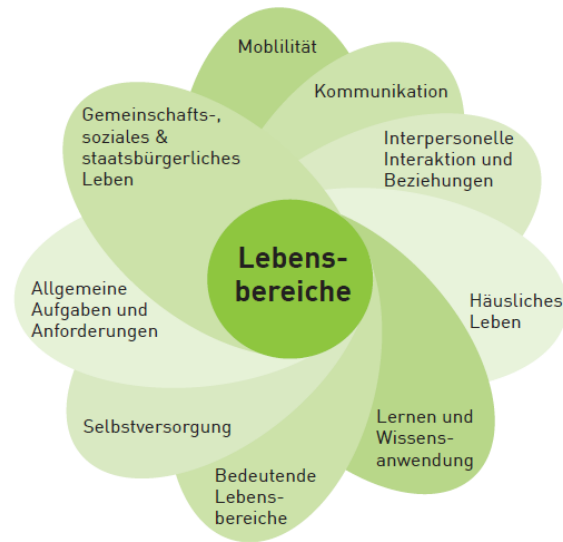 Moblilität
Kommunikation
Interpersonelle
Interaktion und
Beziehungen
Häusliches
Leben
Lernen und
Wissens-
anwendung
Bedeutende
Lebens-
bereiche
Selbstversorgung
Allgemeine
Aufgaben und
Anforderungen
Gemeinschafts-,
soziales &
staatsbürgerliches
Leben
Lebens-
bereiche